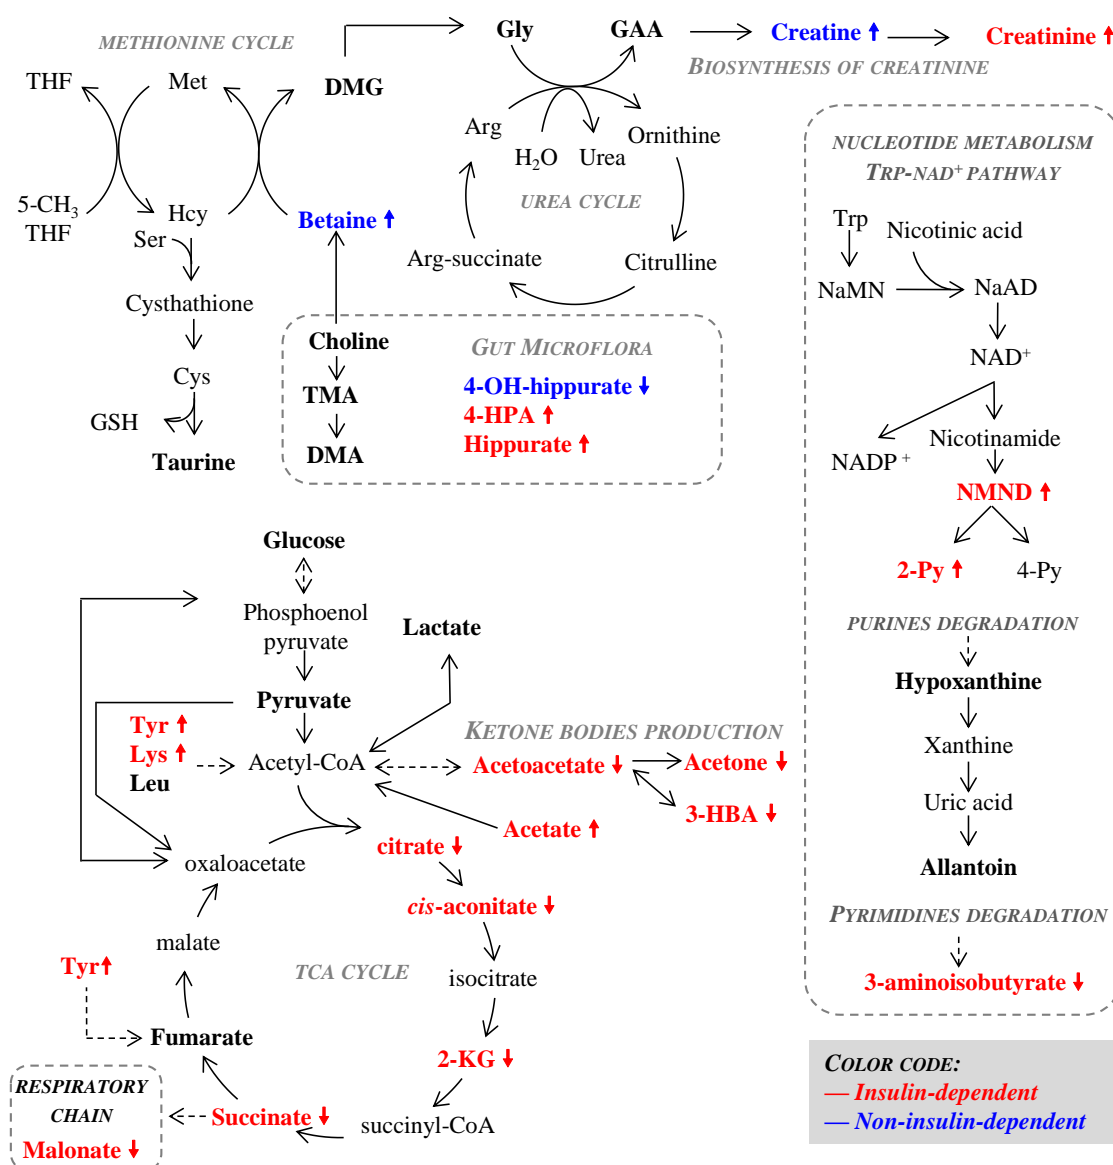 METHIONINE CYCLE
THF
Met
DMG
5-CH3
THF
Hcy
Ser
Betaine
Cysthathione
Cys
GSH
Taurine
Gly
GAA
Creatine
Creatinine
BIOSYNTHESIS OF CREATININE
Arg
H2O
Urea
Ornithine
UREA CYCLE
Arg-succinate
Citrulline
Choline
TMA
DMA
GUT MICROFLORA
4-OH-hippurate
4-HPA
Hippurate
NUCLEOTIDE METABOLISM
TRP-NAD+ PATHWAY
Trp
Nicotinic acid
NaMN
NaAD
NAD+
NADP +
Nicotinamide
NMND
2-Py
4-Py
PURINES DEGRADATION
Hypoxanthine
Xanthine
Uric acid
Allantoin
PYRIMIDINES DEGRADATION
3-aminoisobutyrate
Glucose
Phosphoenol
pyruvate
Lactate
Pyruvate
Tyr
Lys
Leu
Acetyl-CoA
KETONE BODIES PRODUCTION
Acetoacetate
Acetone
3-HBA
Acetate
citrate
oxaloacetate
cis-aconitate
malate
TCA CYCLE
isocitrate
Tyr
Fumarate
2-KG
RESPIRATORY
CHAIN
Malonate
Succinate
succinyl-CoA
COLOR CODE:
— Insulin-dependent
— Non-insulin-dependent